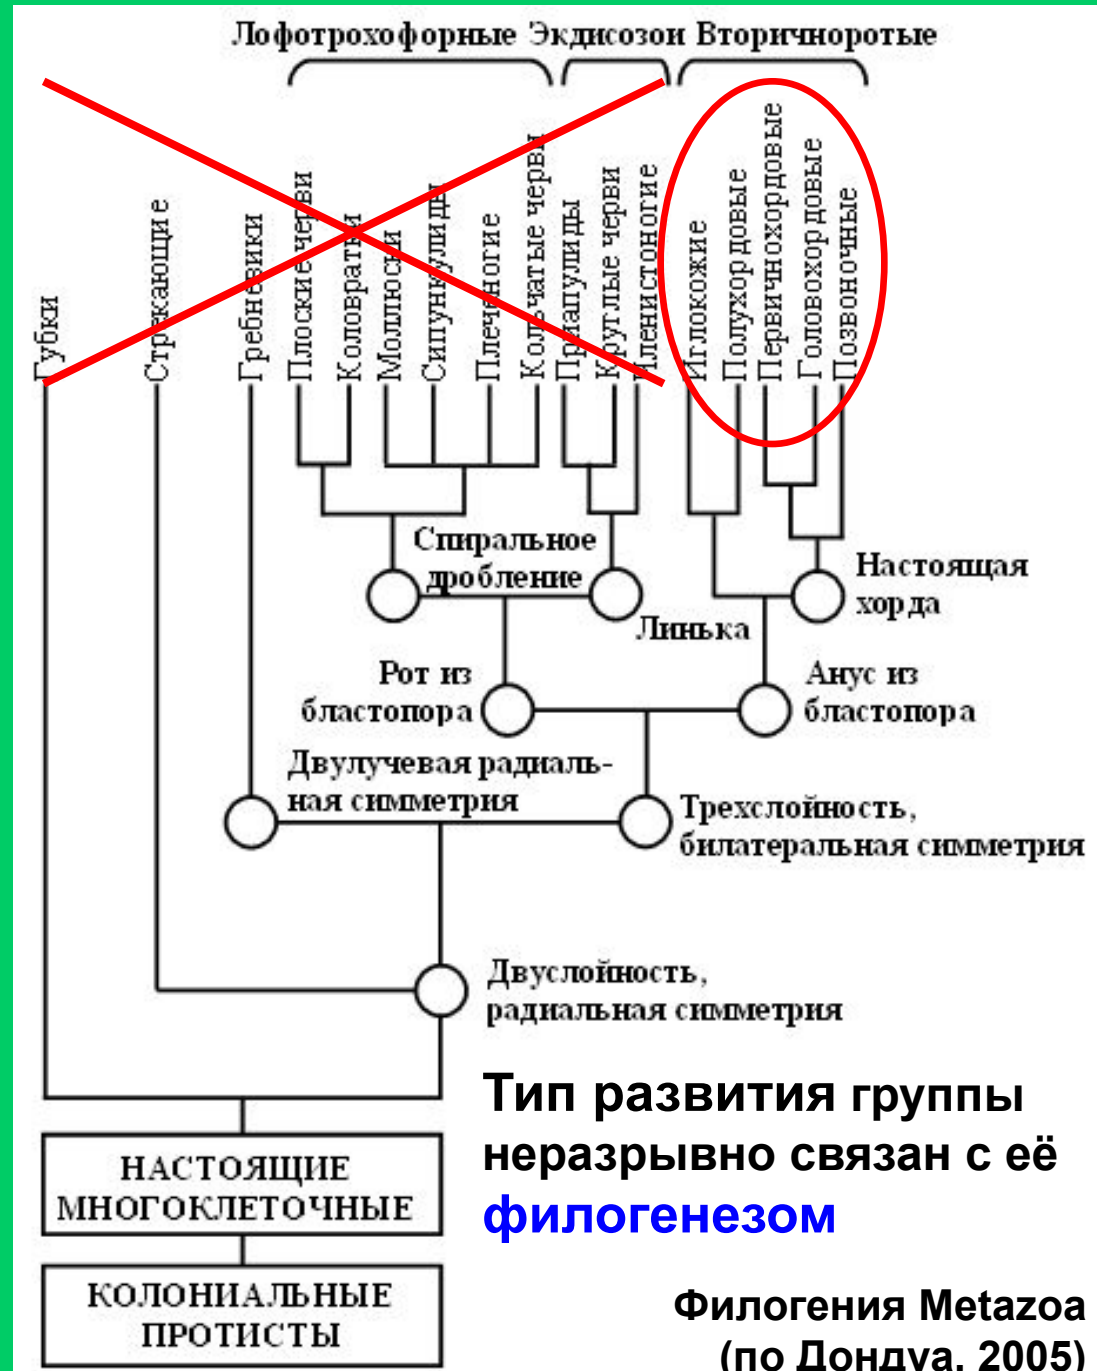 Лофотрохофорные Экдисозои Вторичноротые
Губки
Стрекающие
Гребневики
Плоские черви
Коловратки
Моллюски
Сипункулиды
Плеченогие
Кольчатые черви
Приапулиды
Круглые черви
Членистоногие
Иглокожие
Полухордовые
Первичнохордовые
Головохордовые
Позвоночные
Спиральное
дробление
Линька
Настоящая
хорда
Рот из
бластопора
Анус из
бластопора
Двулучевая радиаль-
ная симметрия
Трехслойность,
билатеральная симметрия
Двуслойность,
радиальная симметрия
НАСТОЯЩИЕ
МНОГОКЛЕТОЧНЫЕ
КОЛОНИАЛЬНЫЕ
ПРОТИСТЫ
Тип развития группы
неразрывно связан с её
филогенезом
Филогения Metazoa
(по Дондуа, 2005)